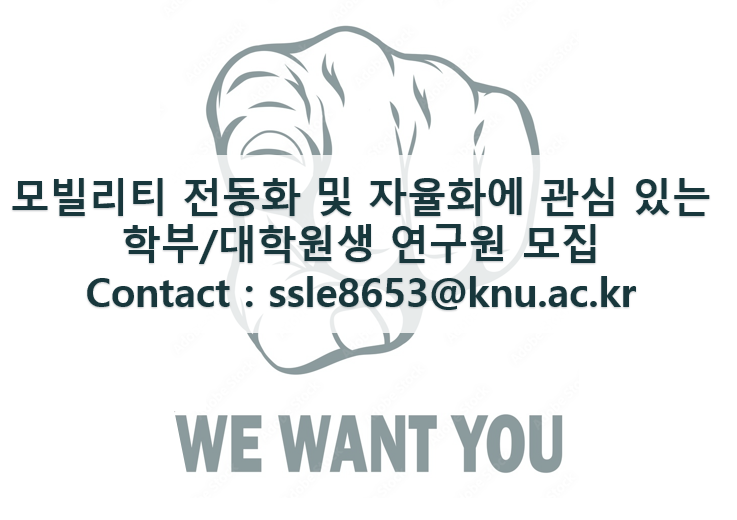 모빌리티 전동화 및 자율화에 관심 있는
학부/대학원생 연구원 모집
Contact : ssle8653@knu.ac.kr
WE WANT YOU